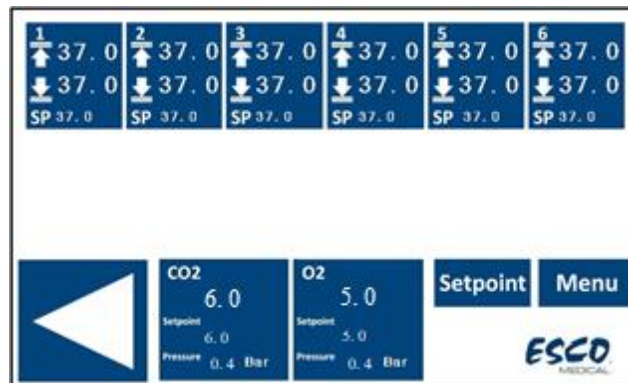 1 2 3 4 5 6
37.0 37.0 37.0 37.0 37.0 37.0
37.0 37.0 37.0 37.0 37.0 37.0
SP 37.0 SP 37.0 SP 37.0 SP 37.0 SP 37.0 SP 37.0
CO2
6.0
Setpoint
6.0
Pressure 0.4 Bar
O2
5.0
Setpoint
5.0
Pressure 0.4 Bar
Setpoint
Menu
ESCO
MEDICAL